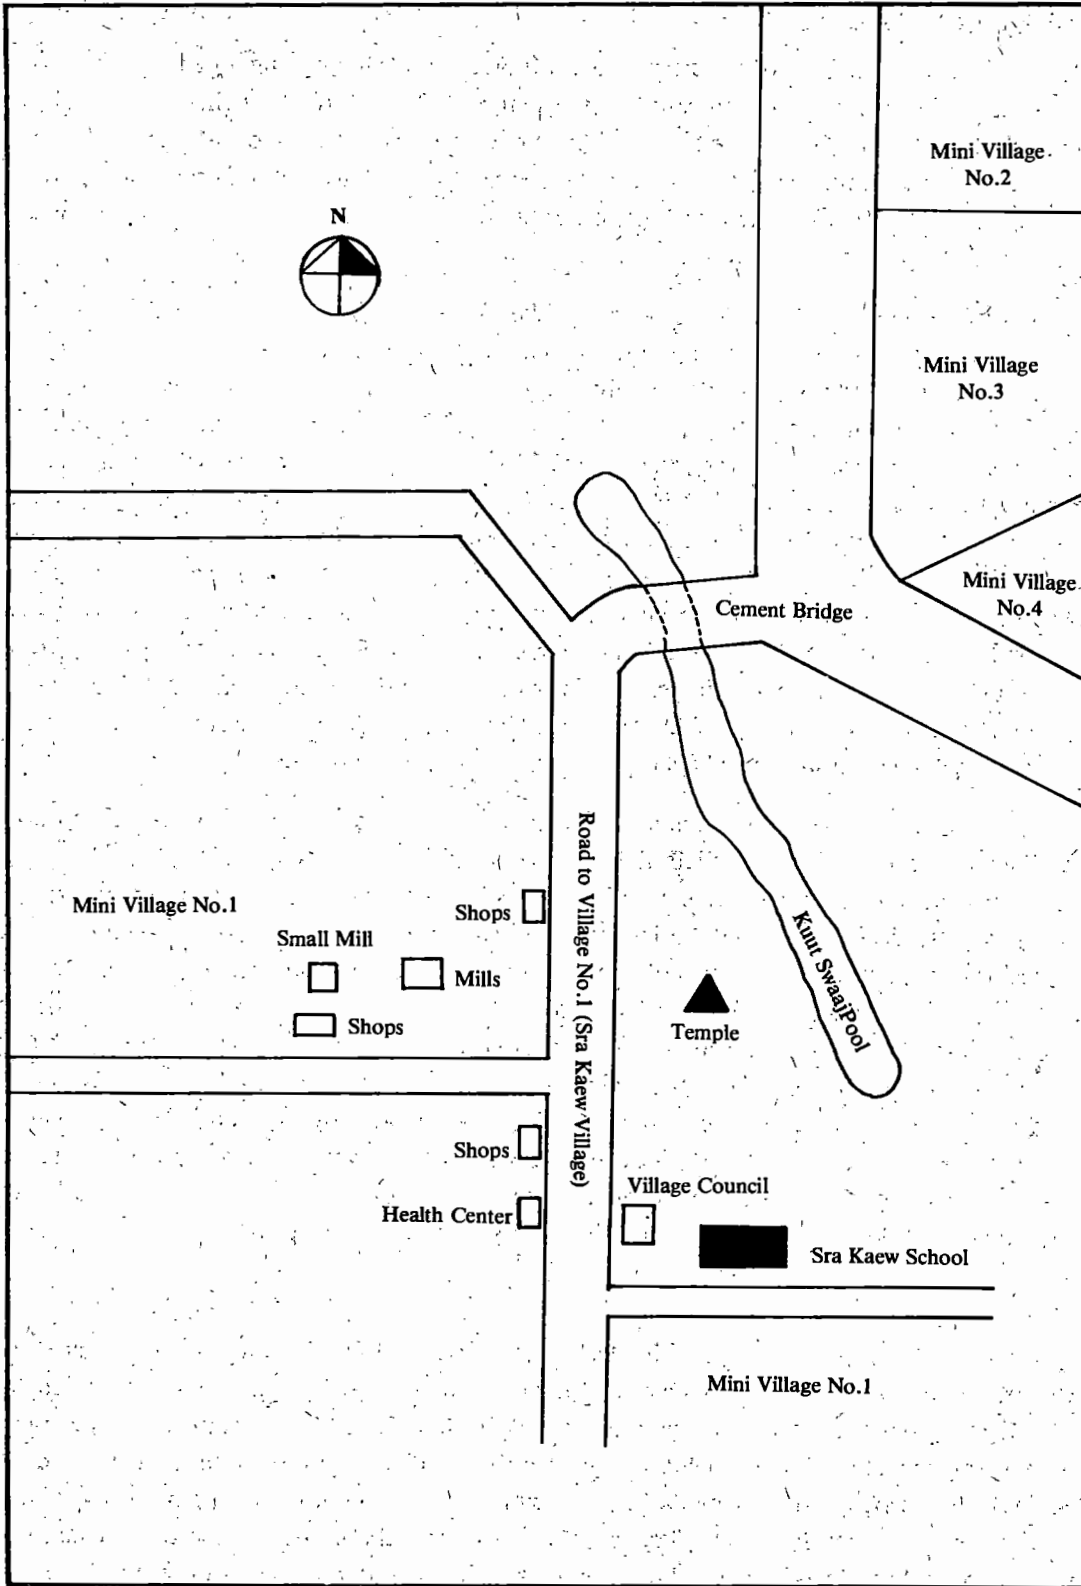 Mini Village
No.2
N
Mini Village
No.3
Mini Village
No.4
Cement Bridge
Road to Village No.1 (Sra Kaew Village)
Mini Village No.1
Shops
Small Mill
Mills
Shops
Kuut SwaajPool
Temple
Shops
Health Center
Village Council
Sra Kaew School
Mini Village No.1